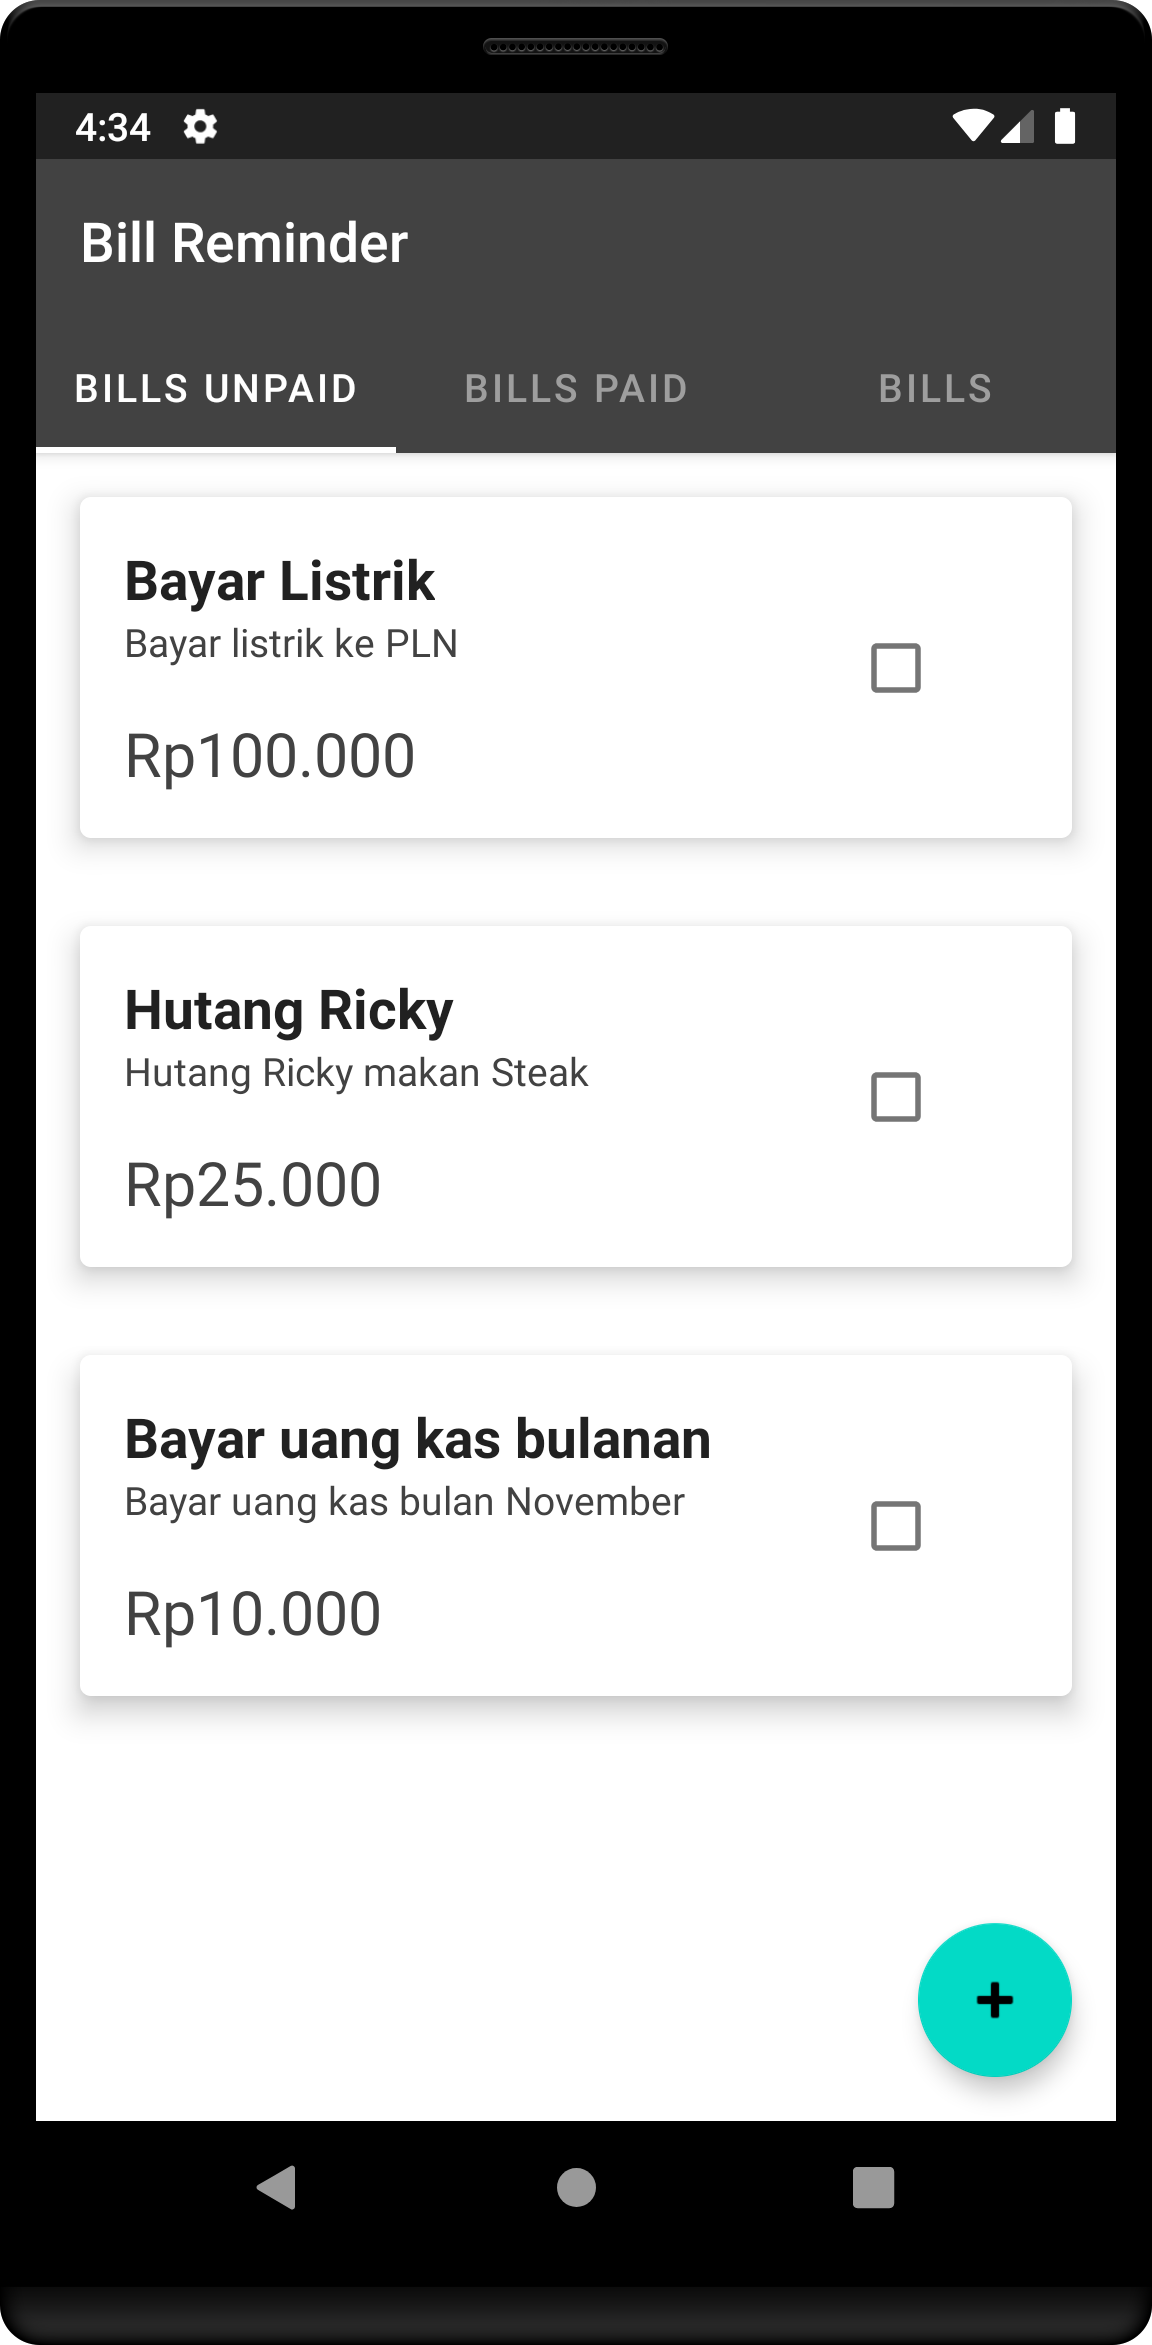 4:34
Bill Reminder
BILLS UNPAID BILLS PAID BILLS
Bayar Listrik
Bayar listrik ke PLN
Rp100.000
Hutang Ricky
Hutang Ricky makan Steak
Rp25.000
Bayar uang kas bulanan
Bayar uang kas bulan November
Rp10.000